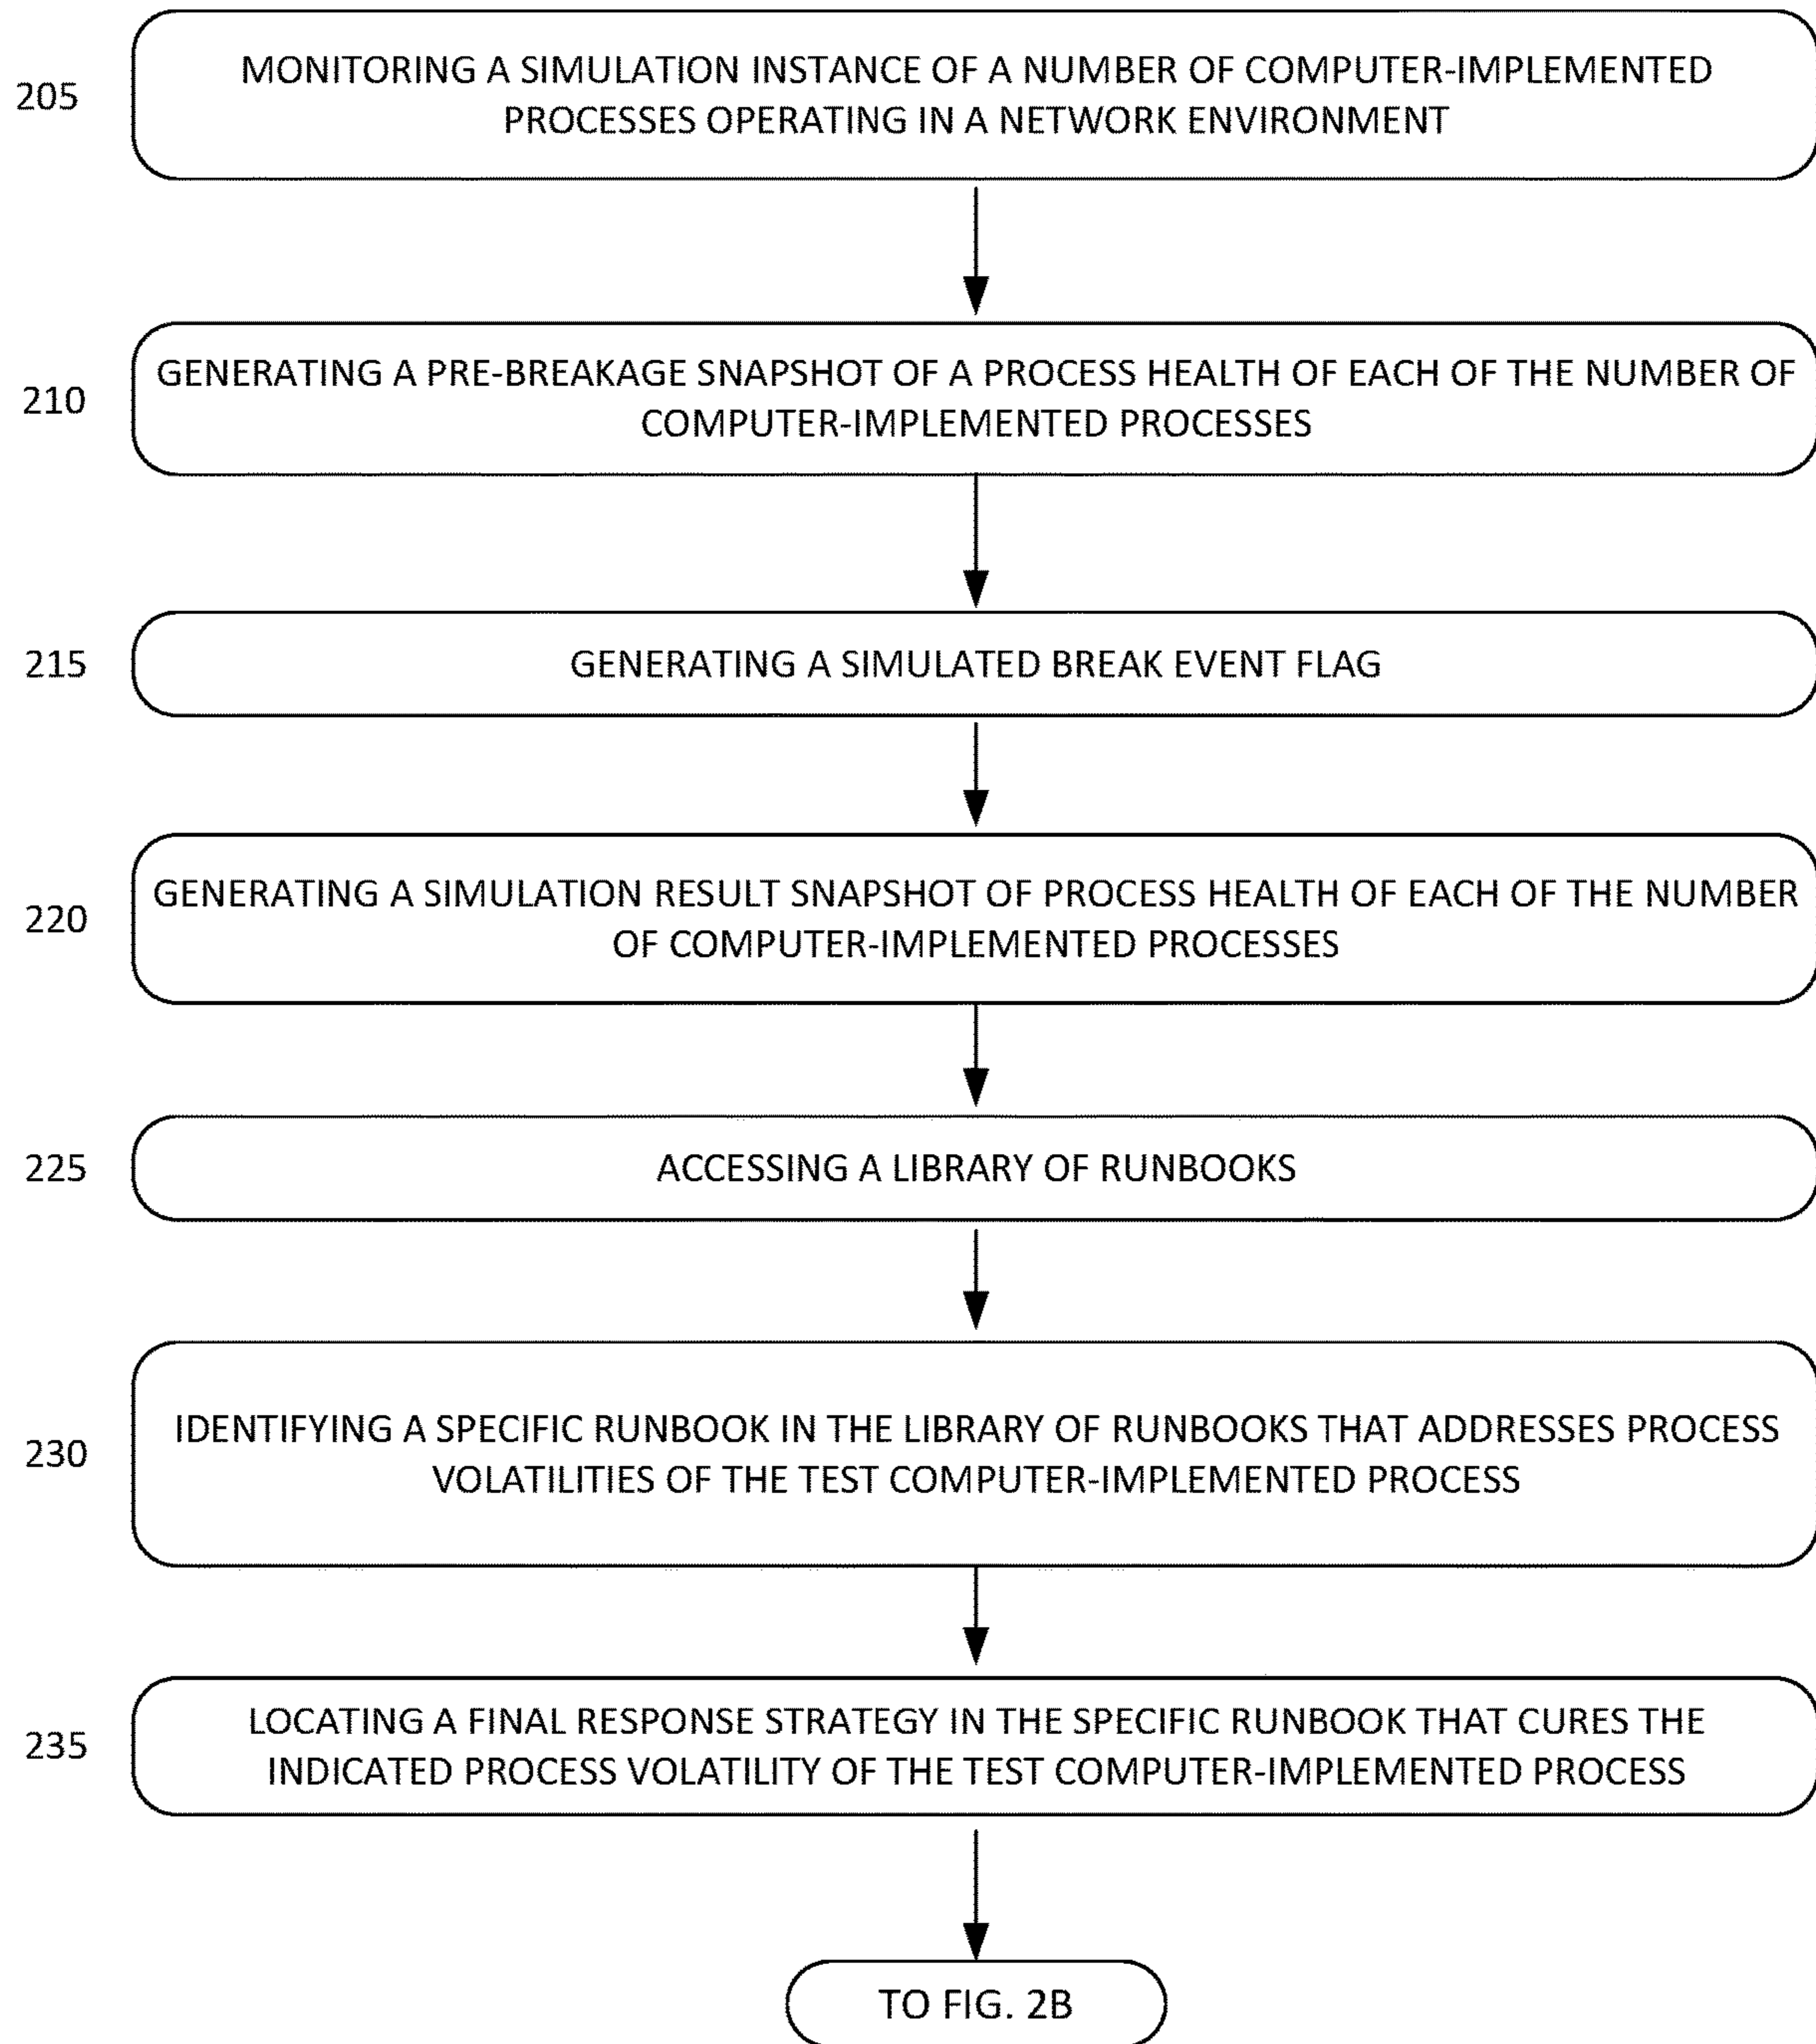 205
MONITORING A SIMULATION INSTANCE OF A NUMBER OF COMPUTER-IMPLEMENTED
PROCESSES OPERATING IN A NETWORK ENVIRONMENT
210
GENERATING A PRE-BREAKAGE SNAPSHOT OF A PROCESS HEALTH OF EACH OF THE NUMBER OF
COMPUTER-IMPLEMENTED PROCESSES
215
GENERATING A SIMULATED BREAK EVENT FLAG
220
GENERATING A SIMULATION RESULT SNAPSHOT OF PROCESS HEALTH OF EACH OF THE NUMBER
OF COMPUTER-IMPLEMENTED PROCESSES
225
ACCESSING A LIBRARY OF RUNBOOKS
230
IDENTIFYING A SPECIFIC RUNBOOK IN THE LIBRARY OF RUNBOOKS THAT ADDRESSES PROCESS
VOLATILITIES OF THE TEST COMPUTER-IMPLEMENTED PROCESS
235
LOCATING A FINAL RESPONSE STRATEGY IN THE SPECIFIC RUNBOOK THAT CURES THE
INDICATED PROCESS VOLATILITY OF THE TEST COMPUTER-IMPLEMENTED PROCESS
TO FIG. 2B